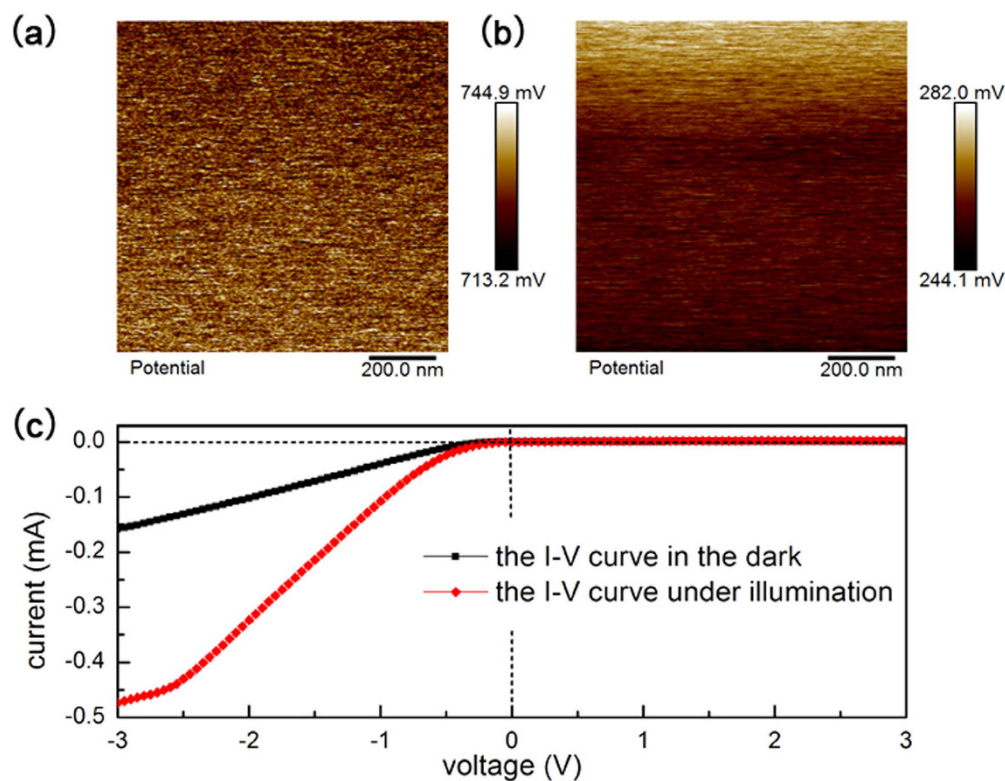 (a)
744.9 mV
713.2 mV
Potential
200.0 nm
(b)
282.0 mV
244.1 mV
Potential
200.0 nm
(c)
0.0
-0.1
-0.2
-0.3
-0.4
-0.5
current (mA)
the I-V curve in the dark
the I-V curve under illumination
-3 -2 -1 0 1 2 3
voltage (V)